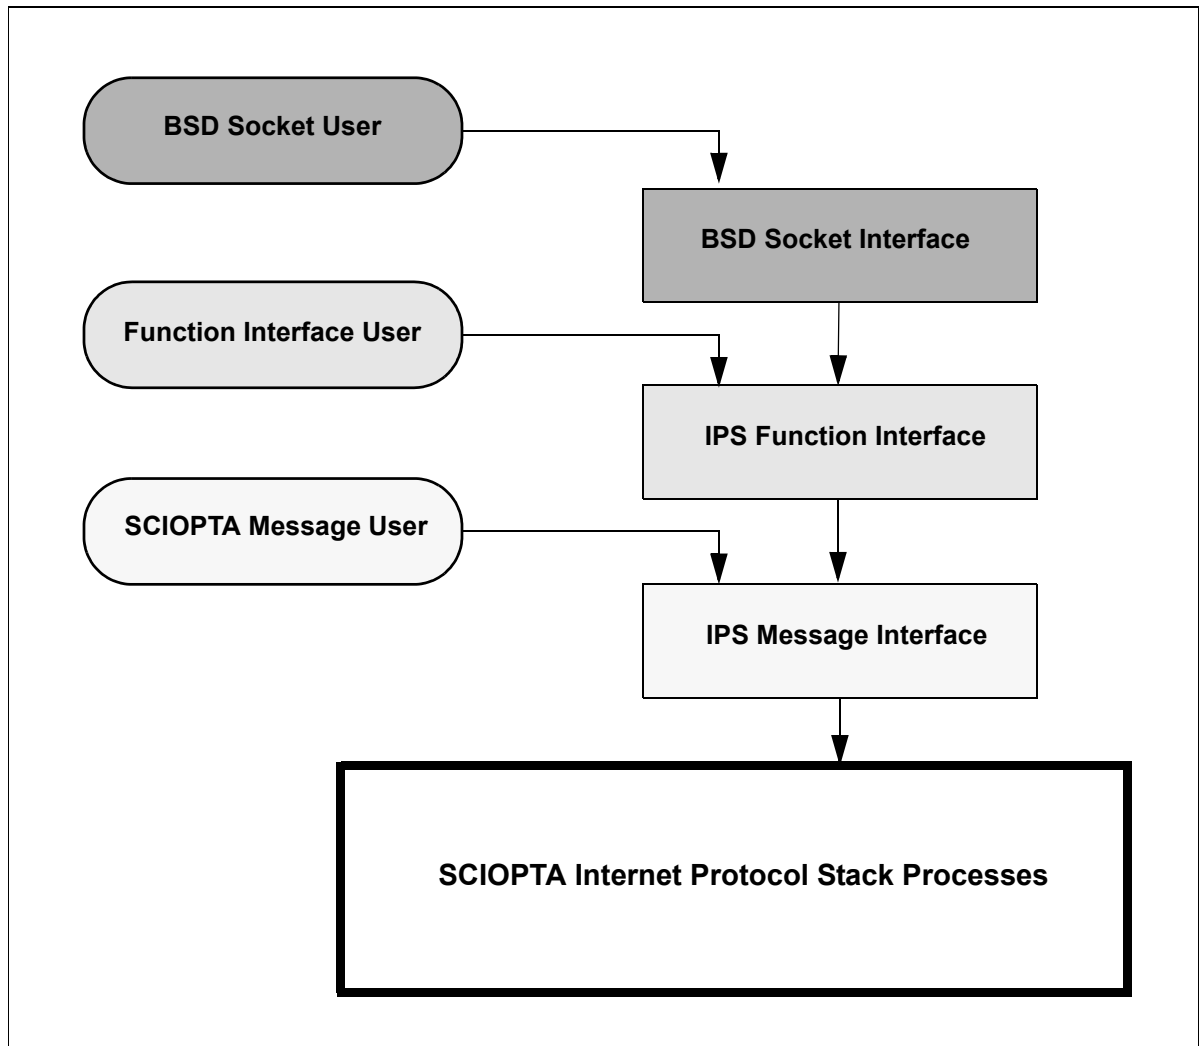 BSD Socket User
BSD Socket Interface
Function Interface User
IPS Function Interface
SCIOPTA Message User
IPS Message Interface
SCIOPTA Internet Protocol Stack Processes